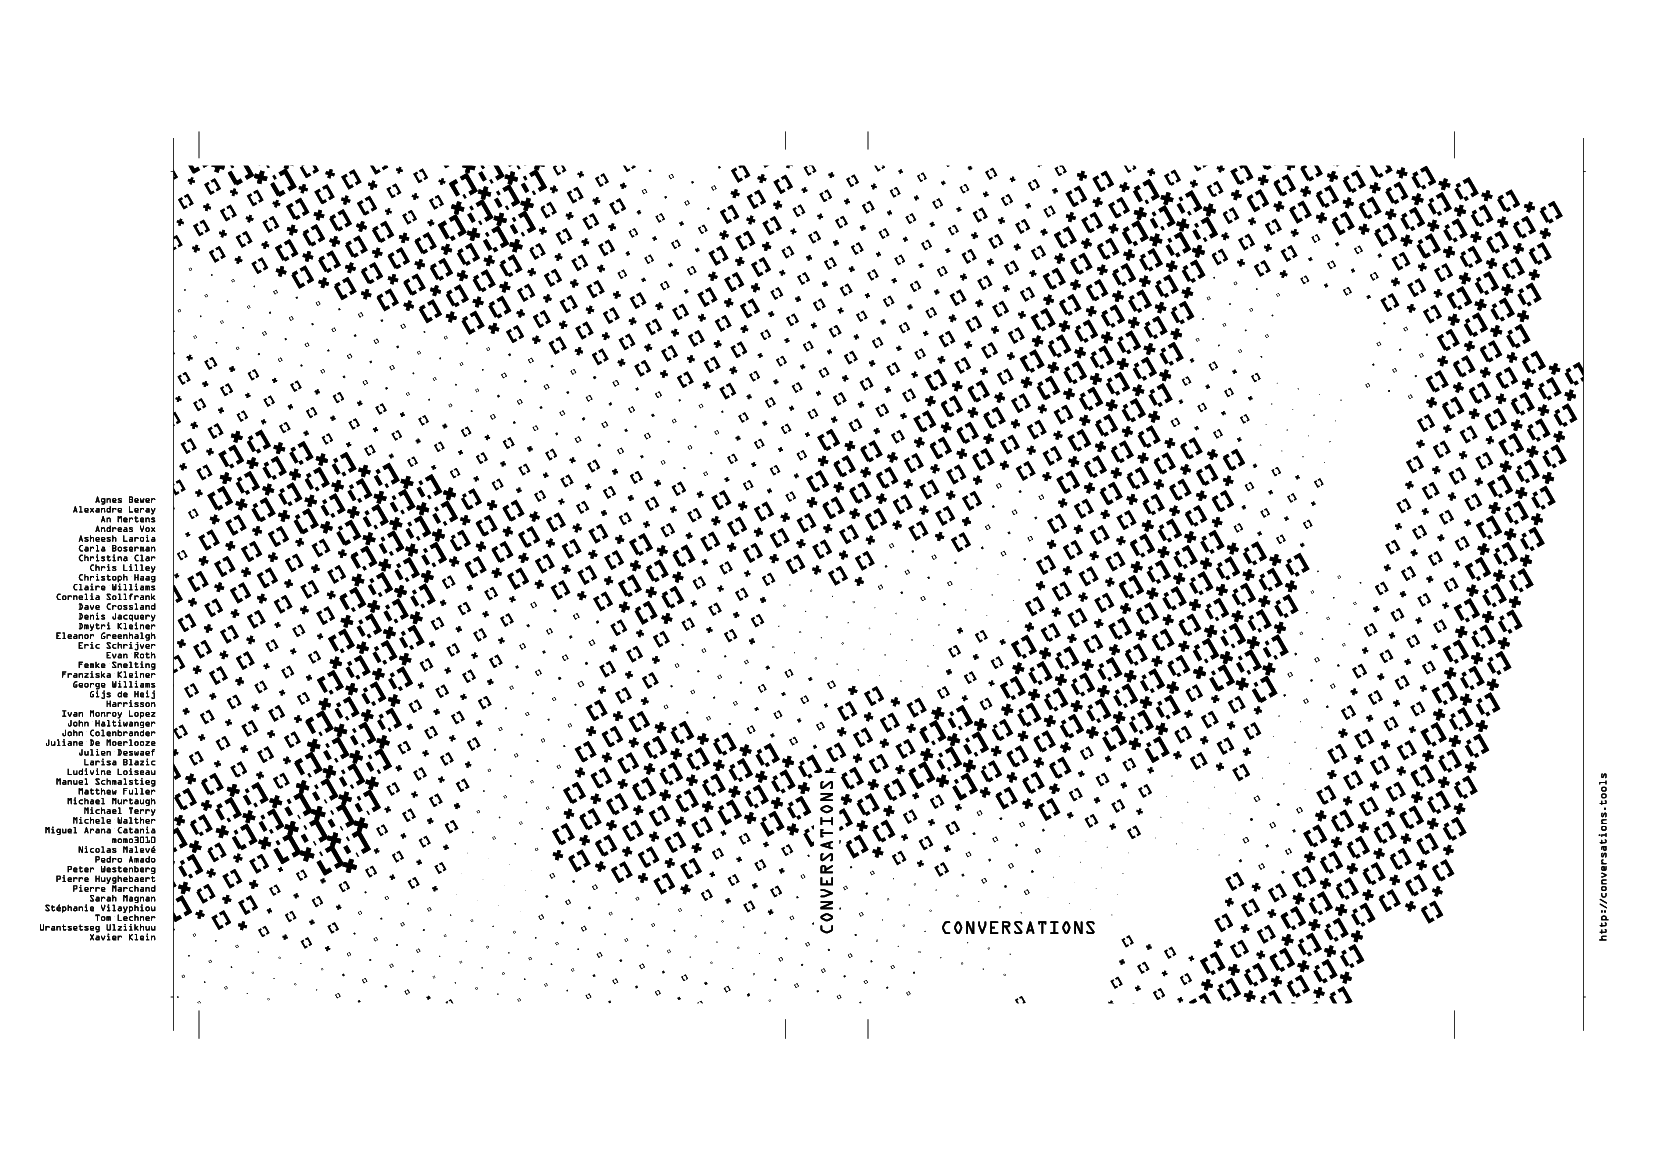 Agnes Bewer
Alexandre Leray
An Mertens
Andreas Vox
Asheesh Laroia
Carla Boserman
Christina Clar
Chris Lilley
Christoph Haag
Claire Williams
Cornelia Sollfrank
Dave Crossland
Denis Jacquery
Dmytri Kleiner
Eleanor Greenhalgh
Eric Schrijver
Evan Roth
Femke Snelting
Franziska Kleiner
George Williams
Gijs de Heij
Harrisson
Ivan Monroy Lopez
John Haltiwanger
John Colenbrander
Juliane De Moerlooze
Julien Deswaef
Larisa Blazic
Ludivine Loiseau
Manuel Schmalstieg
Matthew Fuller
Michael Murtaugh
Michael Terry
Michele Walther
Miguel Arana Catania
momo3010
Nicolas Malevé
Pedro Amado
Peter Westenberg
Pierre Huyghebaert
Pierre Marchand
Sarah Magnan
Stéphanie Vilayphiou
Tom Lechner
Urantsetseg Ulziikhuu
Xavier Klein
CONVERSATIONS
CONVERSATIONS
http://conversations.tools